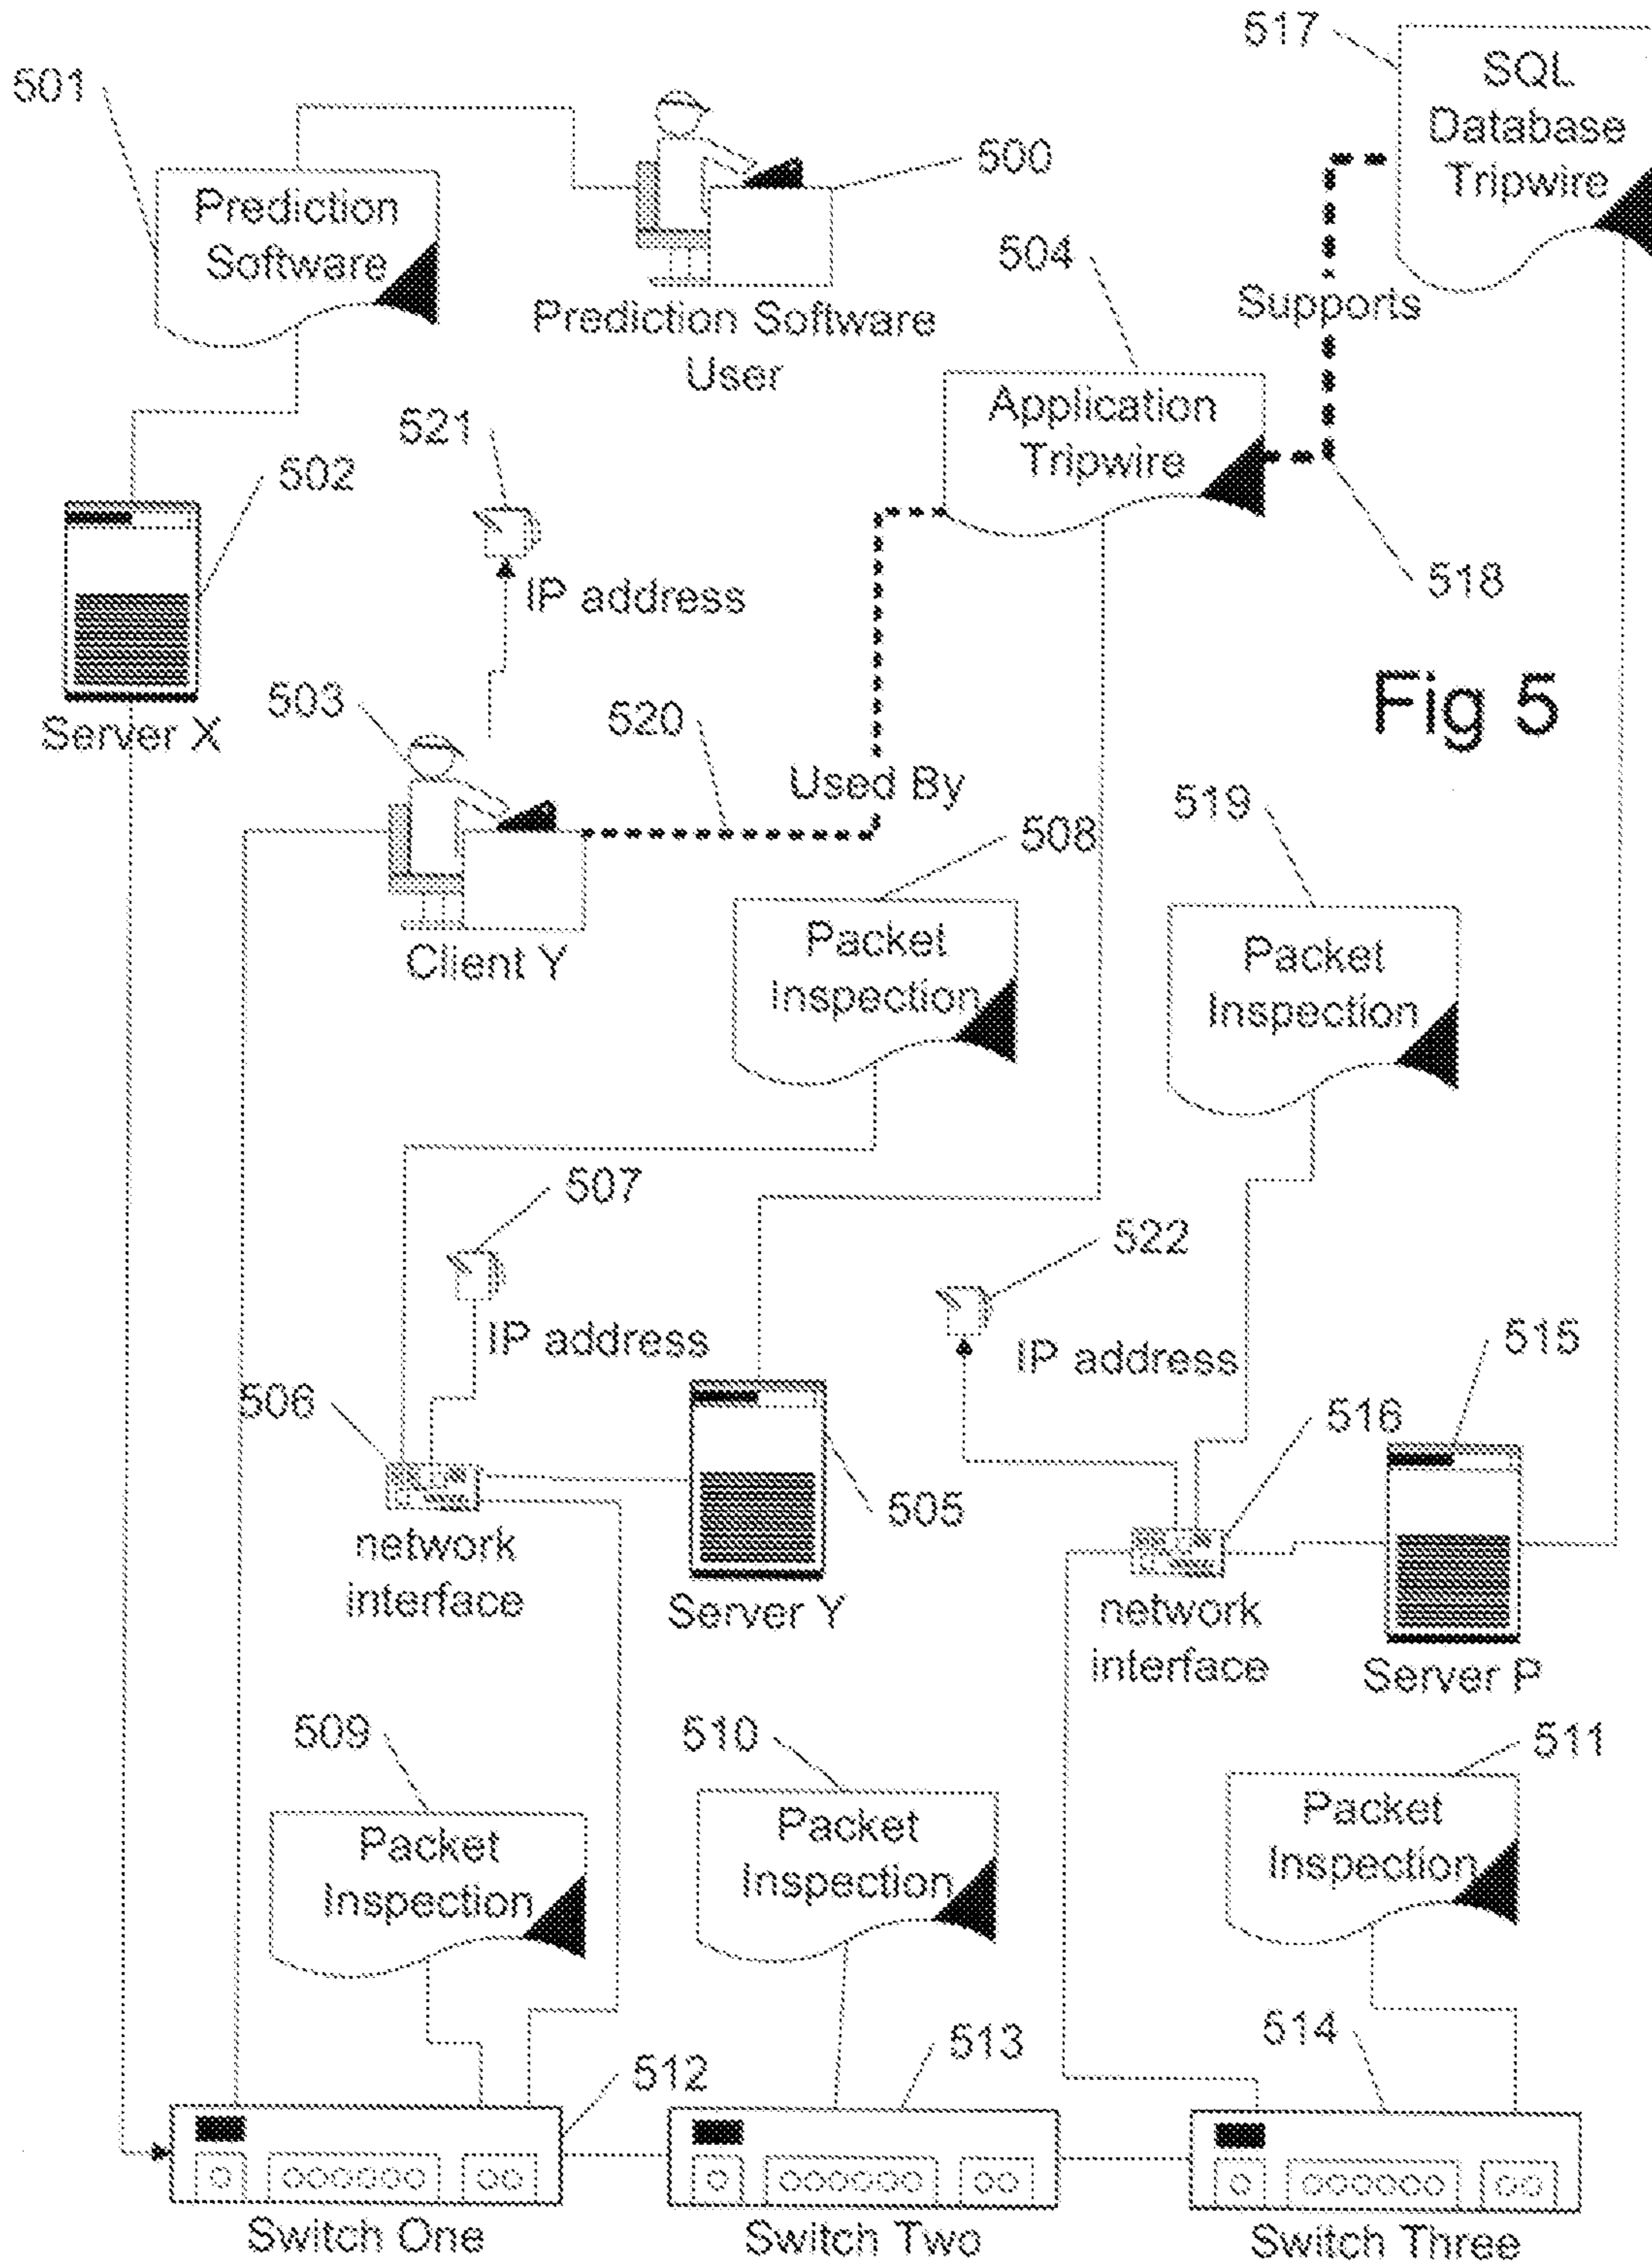 517
SQL
Database
Tripwire
501
500
Prediction
Software
Prediction Software
User
504
Supports
Application
Tripwire
521
502
IP address
518
Server X
503
520
Fig 5
Used By
519
508
Client Y
Packet
Inspection
Packet
Inspection
507
522
IP address
IP address
515
506
516
505
network
interface
Server Y
network
interface
Server P
509
510
511
Packet
Inspection
Packet
Inspection
Packet
Inspection
512
513
514
Switch One
Switch Two
Switch Three